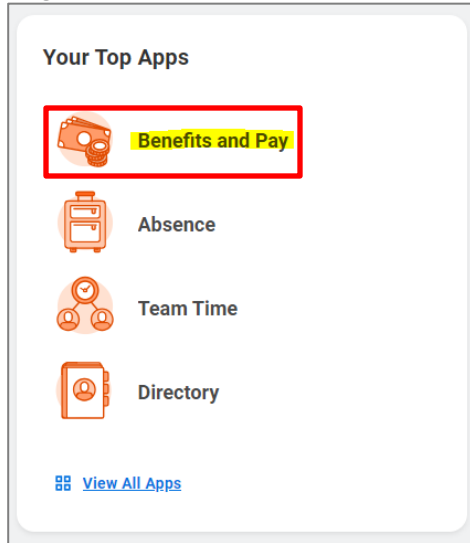 Your Top Apps
Benefits and Pay
Absence
Team Time
Directory
View All Apps